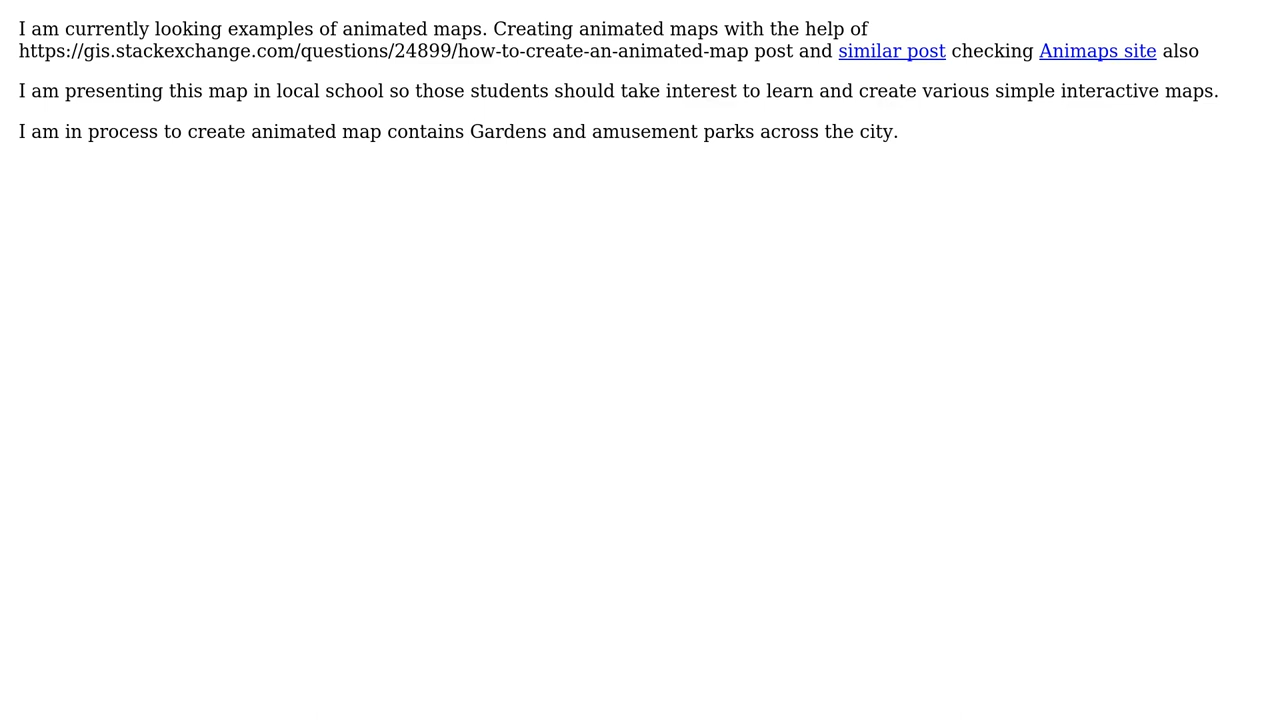 I am currently looking examples of animated maps. Creating animated maps with the help of
https://gis.stackexchange.com/questions/24899/how-to-create-an-animated-map post and similar post checking Animaps site also
I am presenting this map in local school so those students should take interest to learn and create various simple interactive maps.
I am in process to create animated map contains Gardens and amusement parks across the city.